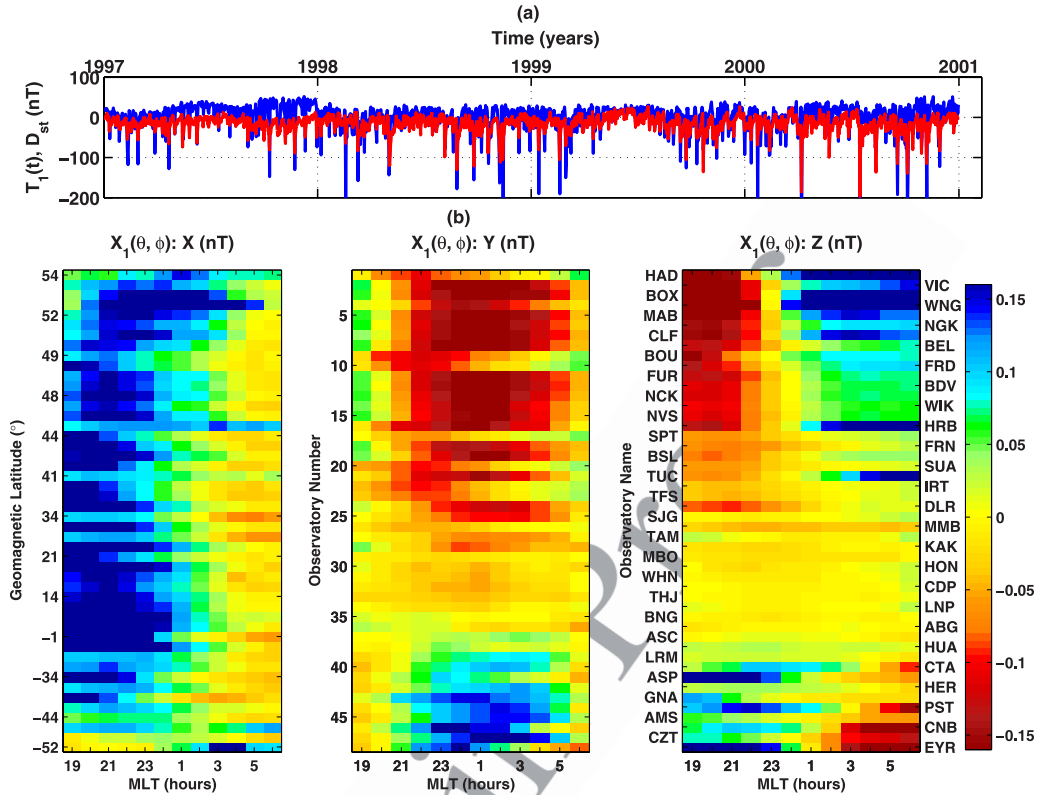 (a)
Time (years)
1997 1998 1999 2000 2001
T1(t), Dst (nT)
100
0
−100
−200
(b)
X1(θ, ϕ): X (nT)
X1(θ, ϕ): Y (nT)
X1(θ, ϕ): Z (nT)
Geomagnetic Latitude (°)
54
52
49
48
44
41
34
21
14
−1
−34
−44
−52
19 21 23 1 3 5
MLT (hours)
Observatory Number
5
10
15
20
25
30
35
40
45
19 21 23 1 3 5
MLT (hours)
Observatory Name
HAD
BOX
MAB
CLF
BOU
FUR
NCK
NVS
SPT
BSL
TUC
TFS
SJG
TAM
MBO
WHN
THJ
BNG
ASC
LRM
ASP
GNA
AMS
CZT
VIC
WNG
NGK
BEL
FRD
BDV
WIK
HRB
FRN
SUA
IRT
DLR
MMB
KAK
HON
CDP
LNP
ABG
HUA
CTA
HER
PST
CNB
EYR
19 21 23 1 3 5
MLT (hours)
0.15
0.1
0.05
0
−0.05
−0.1
−0.15